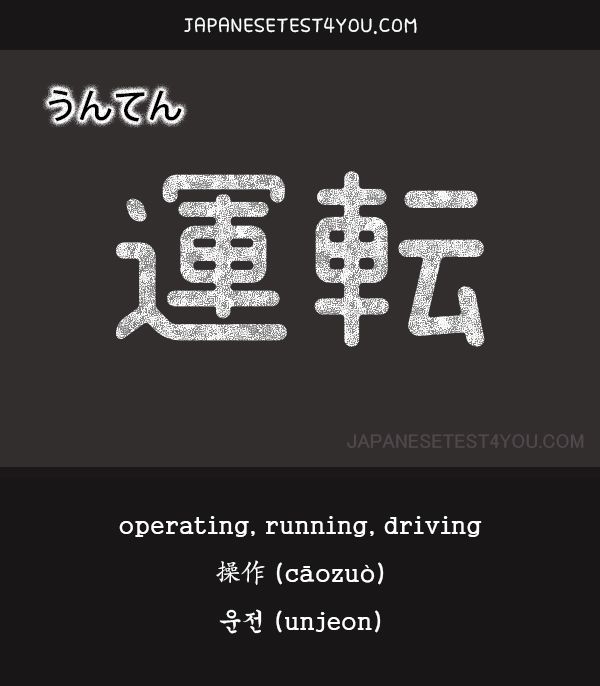 JAPANESETEST4YOU.COM
うんてん
運転
JAPANESETEST4YOU.COM
operating, running, driving
操作 (cāozuò)
운전 (unjeon)